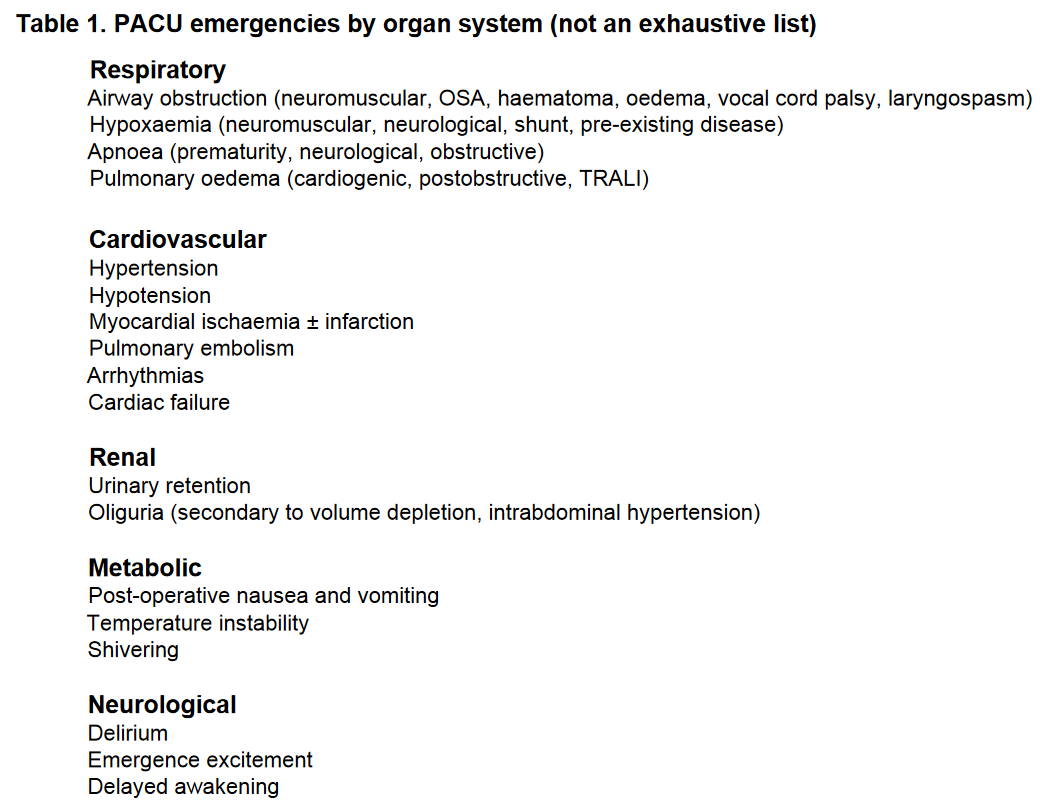 Table 1. PACU emergencies by organ system (not an exhaustive list)
Respiratory
Airway obstruction (neuromuscular, OSA, haematoma, oedema, vocal cord palsy, laryngospasm)
Hypoxaemia (neuromuscular, neurological, shunt, pre-existing disease)
Apnoea (prematurity, neurological, obstructive)
Pulmonary oedema (cardiogenic, postobstructive, TRALI)
Cardiovascular
Hypertension
Hypotension
Myocardial ischaemia ± infarction
Pulmonary embolism
Arrhythmias
Cardiac failure
Renal
Urinary retention
Oliguria (secondary to volume depletion, intrabdominal hypertension)
Metabolic
Post-operative nausea and vomiting
Temperature instability
Shivering
Neurological
Delirium
Emergence excitement
Delayed awakening